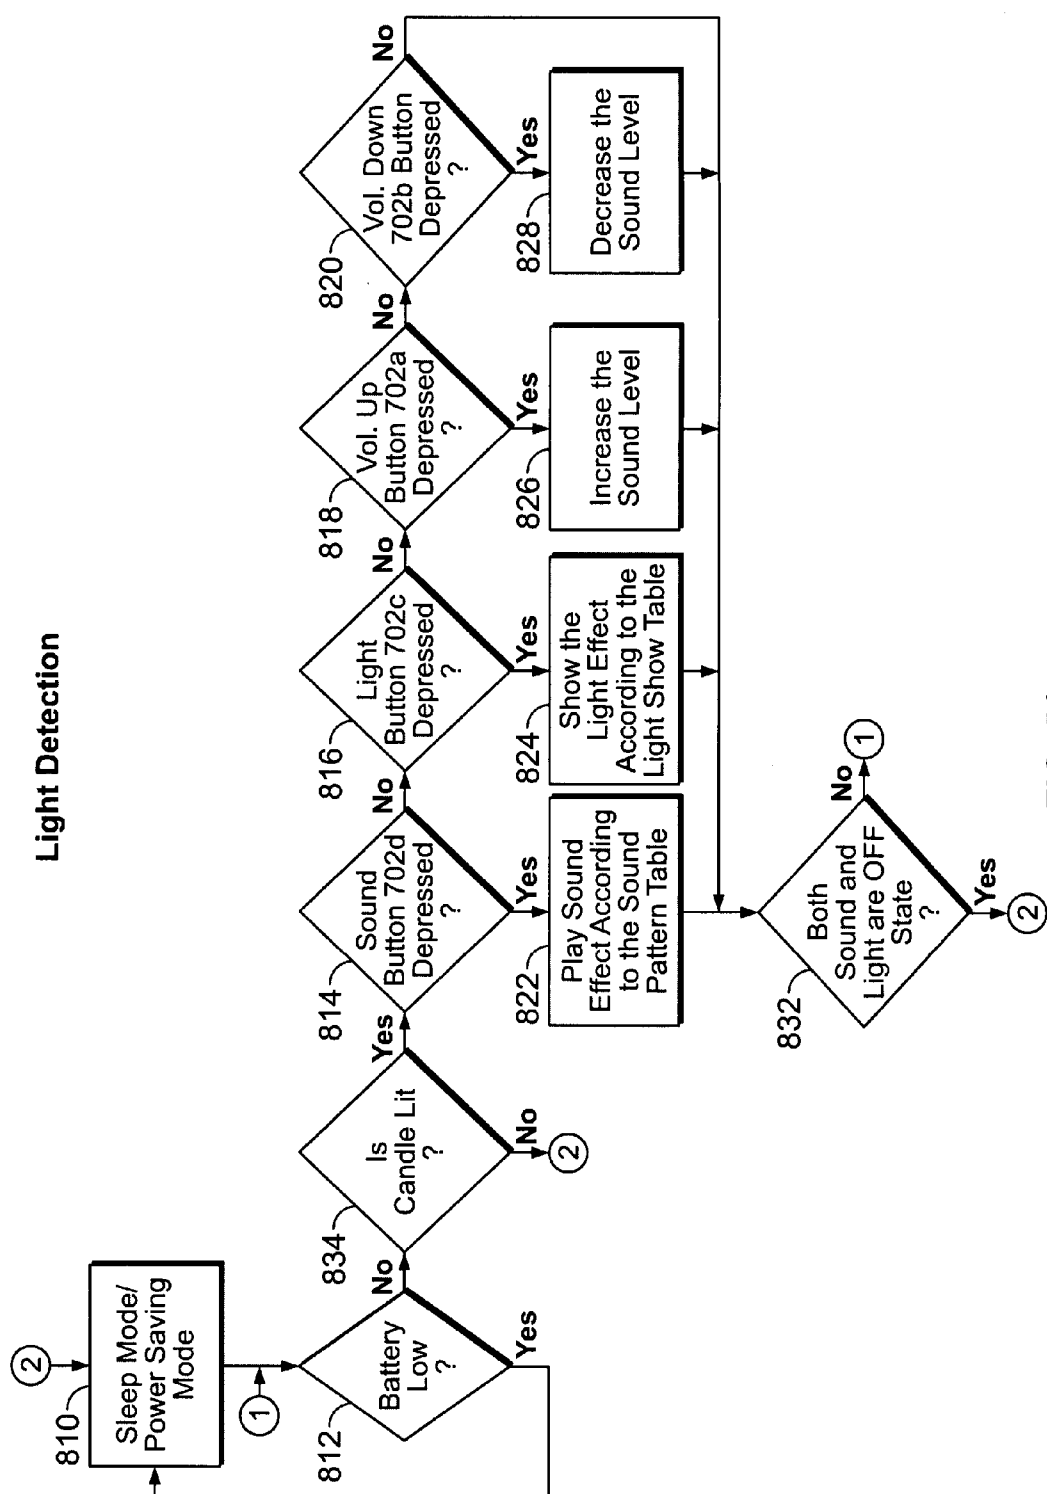 Light Detection
2
810
Sleep Mode/
Power Saving
Mode
1
812
Battery
Low
?
No
Yes
834
Is
Candle Lit
?
Yes
No
2
814
Sound
Button 702d
Depressed
?
No
Yes
816
Light
Button 702c
Depressed
?
No
Yes
818
Vol. Up
Button 702a
Depressed
?
No
Yes
820
Vol. Down
702b Button
Depressed
?
No
Yes
822
Play Sound
Effect According
to the Sound
Pattern Table
824
Show the
Light Effect
According to the
Light Show Table
826
Increase the
Sound Level
828
Decrease the
Sound Level
832
Both
Sound and
Light are OFF
State
?
No
1
Yes
2